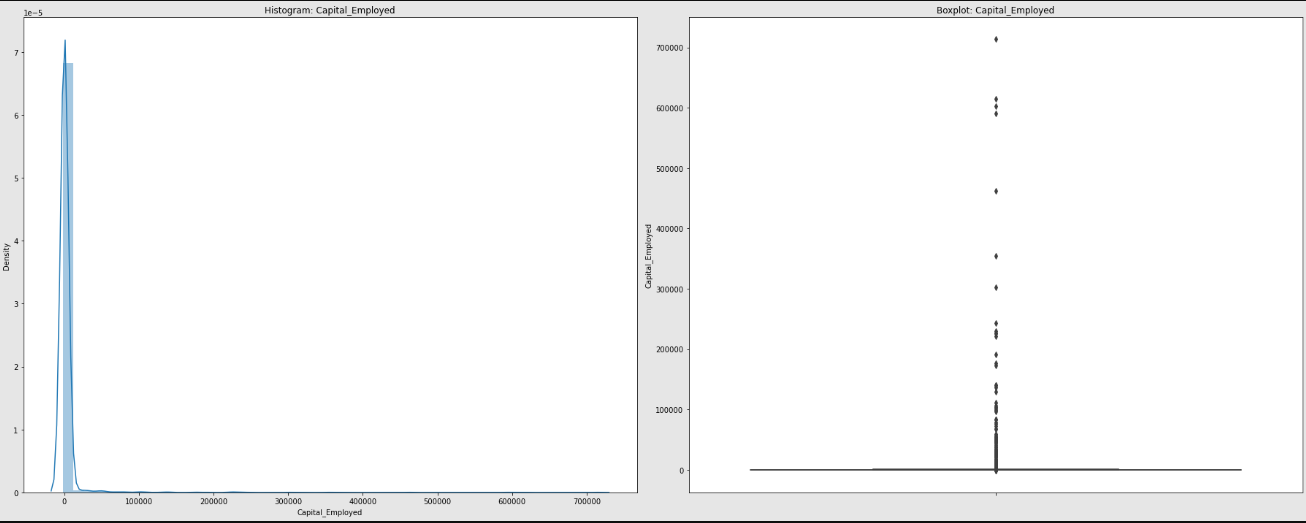 Histogram: Capital_Employed
1e−5
7
6
5
4
3
2
1
0
Density
0 100000 200000 300000 400000 500000 600000 700000
Capital_Employed
Boxplot: Capital_Employed
700000
600000
500000
400000
300000
200000
100000
0
Capital_Employed